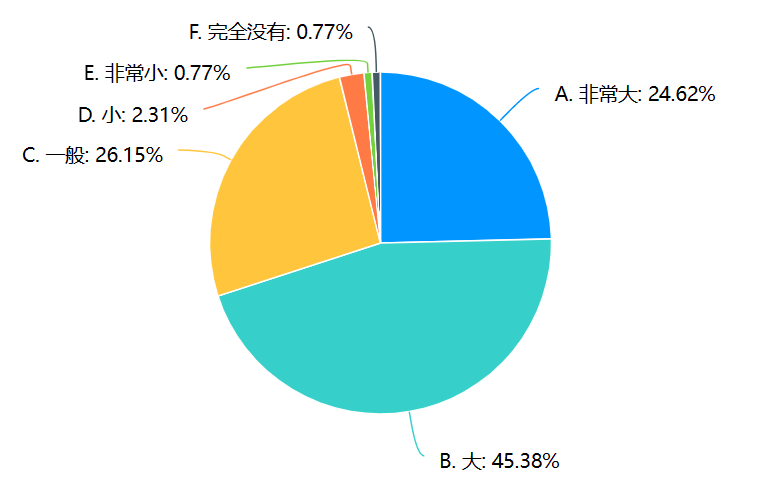 F. 完全没有: 0.77%
E. 非常小: 0.77%
A. 非常大: 24.62%
D. 小: 2.31%
C. 一般: 26.15%
B. 大: 45.38%